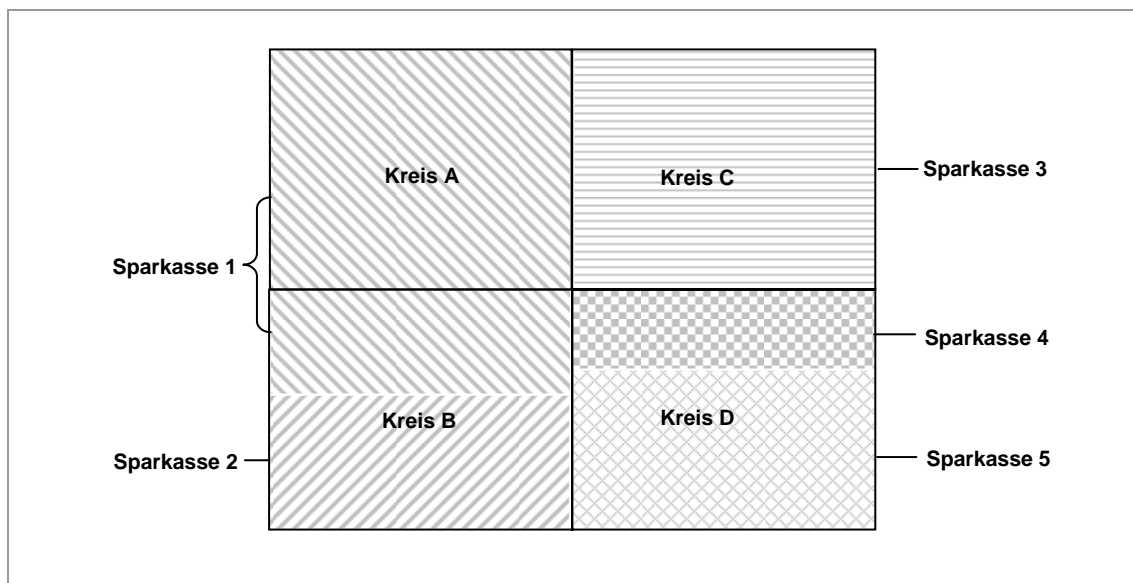 Kreis A
Kreis C
Sparkasse 3
Sparkasse 1
Sparkasse 4
Kreis B
Kreis D
Sparkasse 2
Sparkasse 5